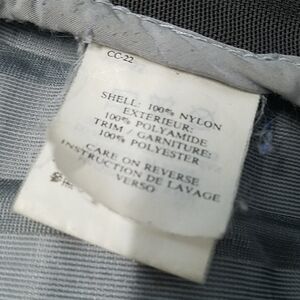 CC-22
SHELL: 100% NYLON
EXTERIEUR:
100% POLYAMIDE
TRIM / GARNITURE:
100% POLYESTER
CARE ON REVERSE
INSTRUCTION DE LAVAGE
VERSO